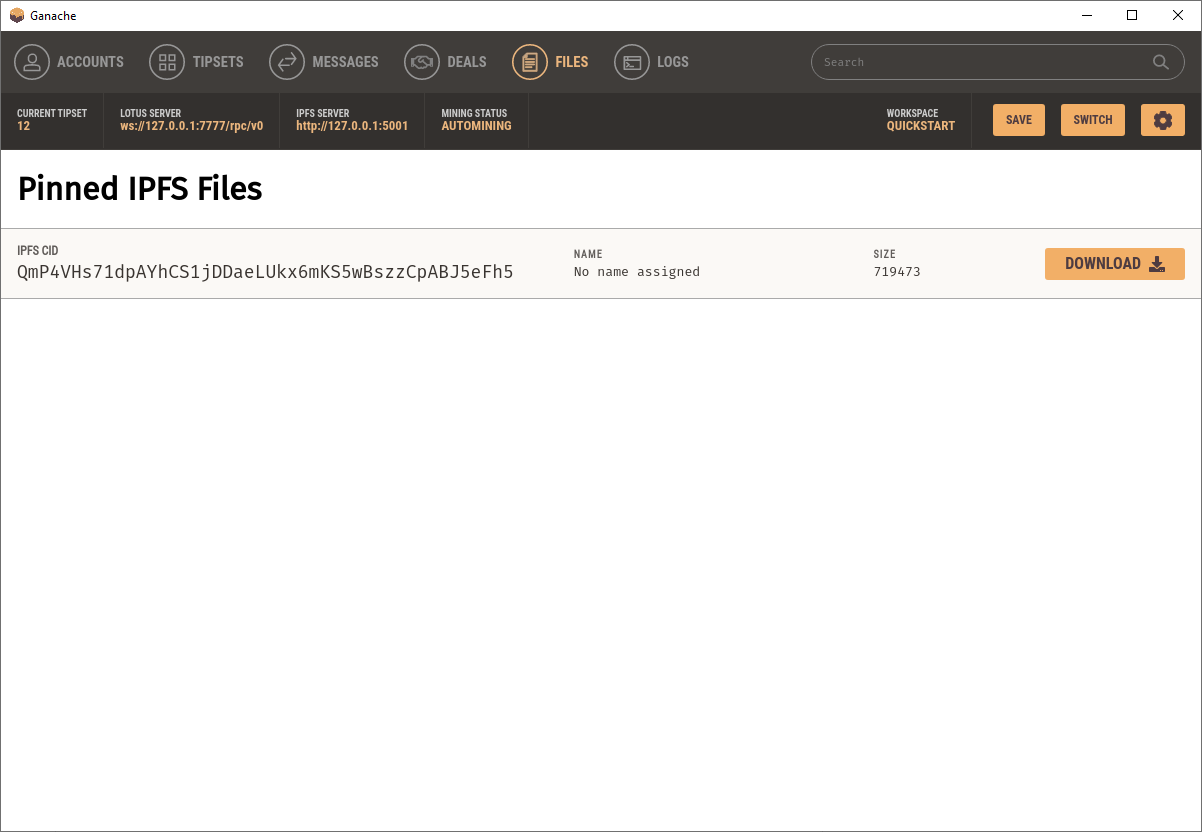 Ganache
ACCOUNTS TIPSETS MESSAGES DEALS FILES LOGS Search
CURRENT TIPSET LOTUS SERVER IPFS SERVER MINING STATUS WORKSPACE
12 ws://127.0.0.1:7777/rpc/v0 http://127.0.0.1:5001 AUTOMINING QUICKSTART SAVE SWITCH
Pinned IPFS Files
IPFS CID NAME SIZE
QmP4VHs71dpAYhCS1jDDaeLUkx6mKS5wBszzCpABJ5eFh5 No name assigned 719473 DOWNLOAD